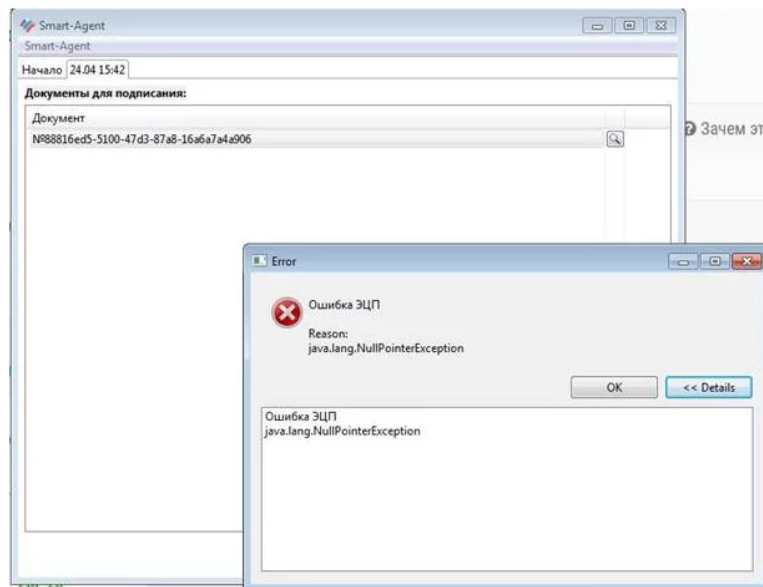 Smart-Agent
Smart-Agent
Начало 24.04 15:42
Документы для подписания:
Документ
№88816ed5-5100-47d3-87a8-16a6a7a4a906
Зачем эт
Error
Ошибка ЭЦП
Reason:
java.lang.NullPointerException
OK << Details
Ошибка ЭЦП
java.lang.NullPointerException